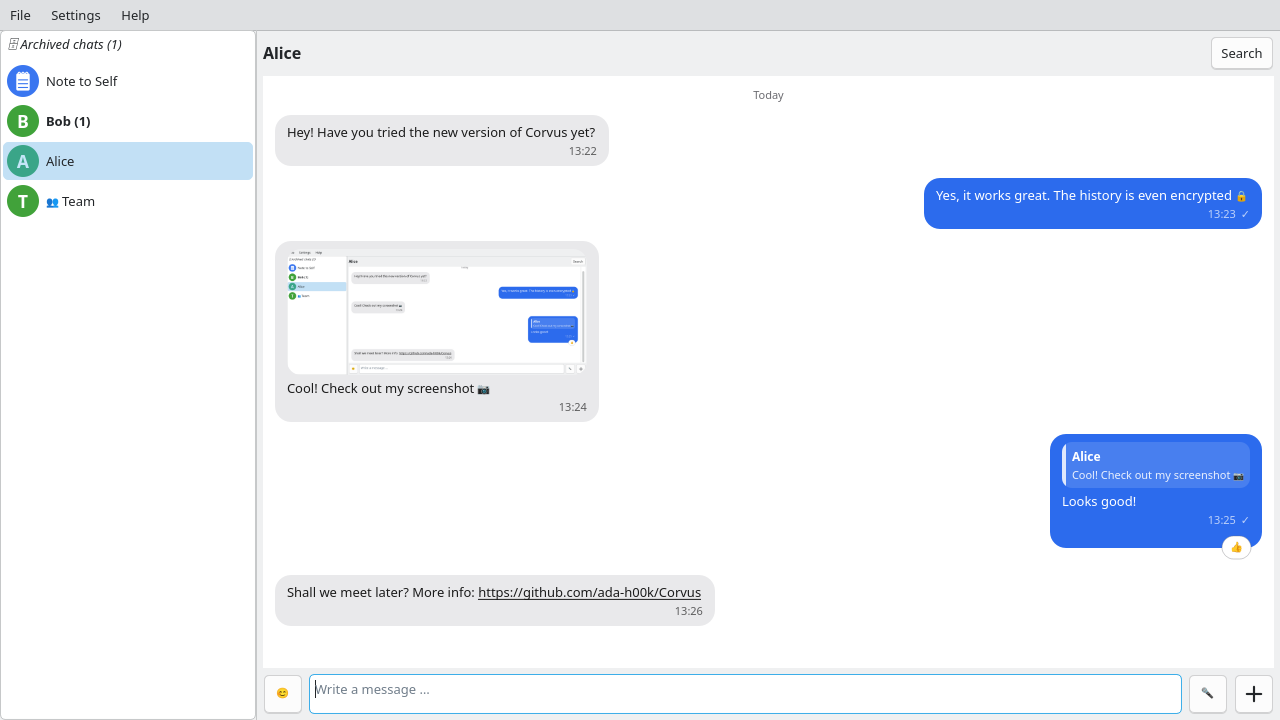 File Settings Help
Archived chats (1)
Note to Self
B Bob (1)
A Alice
T 👥 Team
Alice
Search
Today
Hey! Have you tried the new version of Corvus yet?
13:22
Yes, it works great. The history is even encrypted 🔒
13:23 ✓
Cool! Check out my screenshot 📷
13:24
Alice
Cool! Check out my screenshot 📷
Looks good!
13:25 ✓
👍
Shall we meet later? More info: https://github.com/ada-h00k/Corvus
13:26
Write a message ...